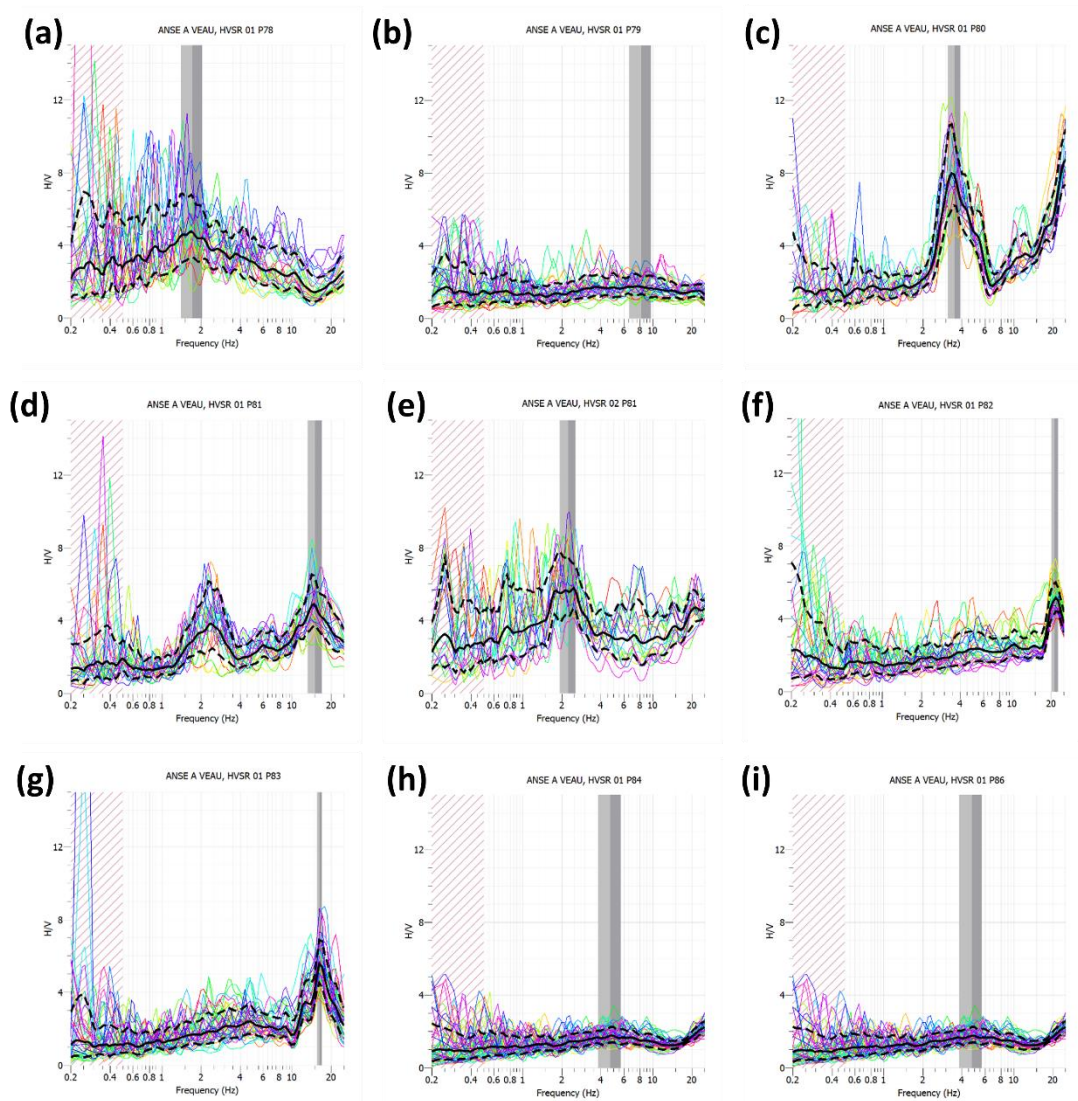 (a)
ANSE A VEAU, HVSR 01 P78
12
8
4
0
H/V
0.2 0.4 0.6 0.8 1 2 4 6 8 10 20
Frequency (Hz)
(b)
ANSE A VEAU, HVSR 01 P79
12
8
4
0
H/V
0.2 0.4 0.6 0.8 1 2 4 6 8 10 20
Frequency (Hz)
(c)
ANSE A VEAU, HVSR 01 P80
12
8
4
0
H/V
0.2 0.4 0.6 0.8 1 2 4 6 8 10 20
Frequency (Hz)
(d)
ANSE A VEAU, HVSR 01 P81
12
8
4
0
H/V
0.2 0.4 0.6 0.8 1 2 4 6 8 10 20
Frequency (Hz)
(e)
ANSE A VEAU, HVSR 02 P81
12
8
4
0
H/V
0.2 0.4 0.6 0.8 1 2 4 6 8 10 20
Frequency (Hz)
(f)
ANSE A VEAU, HVSR 01 P82
12
8
4
0
H/V
0.2 0.4 0.6 0.8 1 2 4 6 8 10 20
Frequency (Hz)
(g)
ANSE A VEAU, HVSR 01 P83
12
8
4
0
H/V
0.2 0.4 0.6 0.8 1 2 4 6 8 10 20
Frequency (Hz)
(h)
ANSE A VEAU, HVSR 01 P84
12
8
4
0
H/V
0.2 0.4 0.6 0.8 1 2 4 6 8 10 20
Frequency (Hz)
(i)
ANSE A VEAU, HVSR 01 P86
12
8
4
0
H/V
0.2 0.4 0.6 0.8 1 2 4 6 8 10 20
Frequency (Hz)